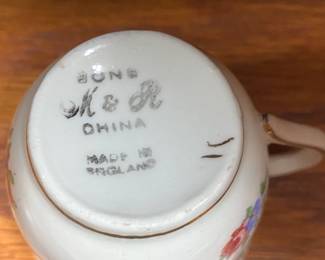 BONE
M & R
CHINA
MADE IN
ENGLAND